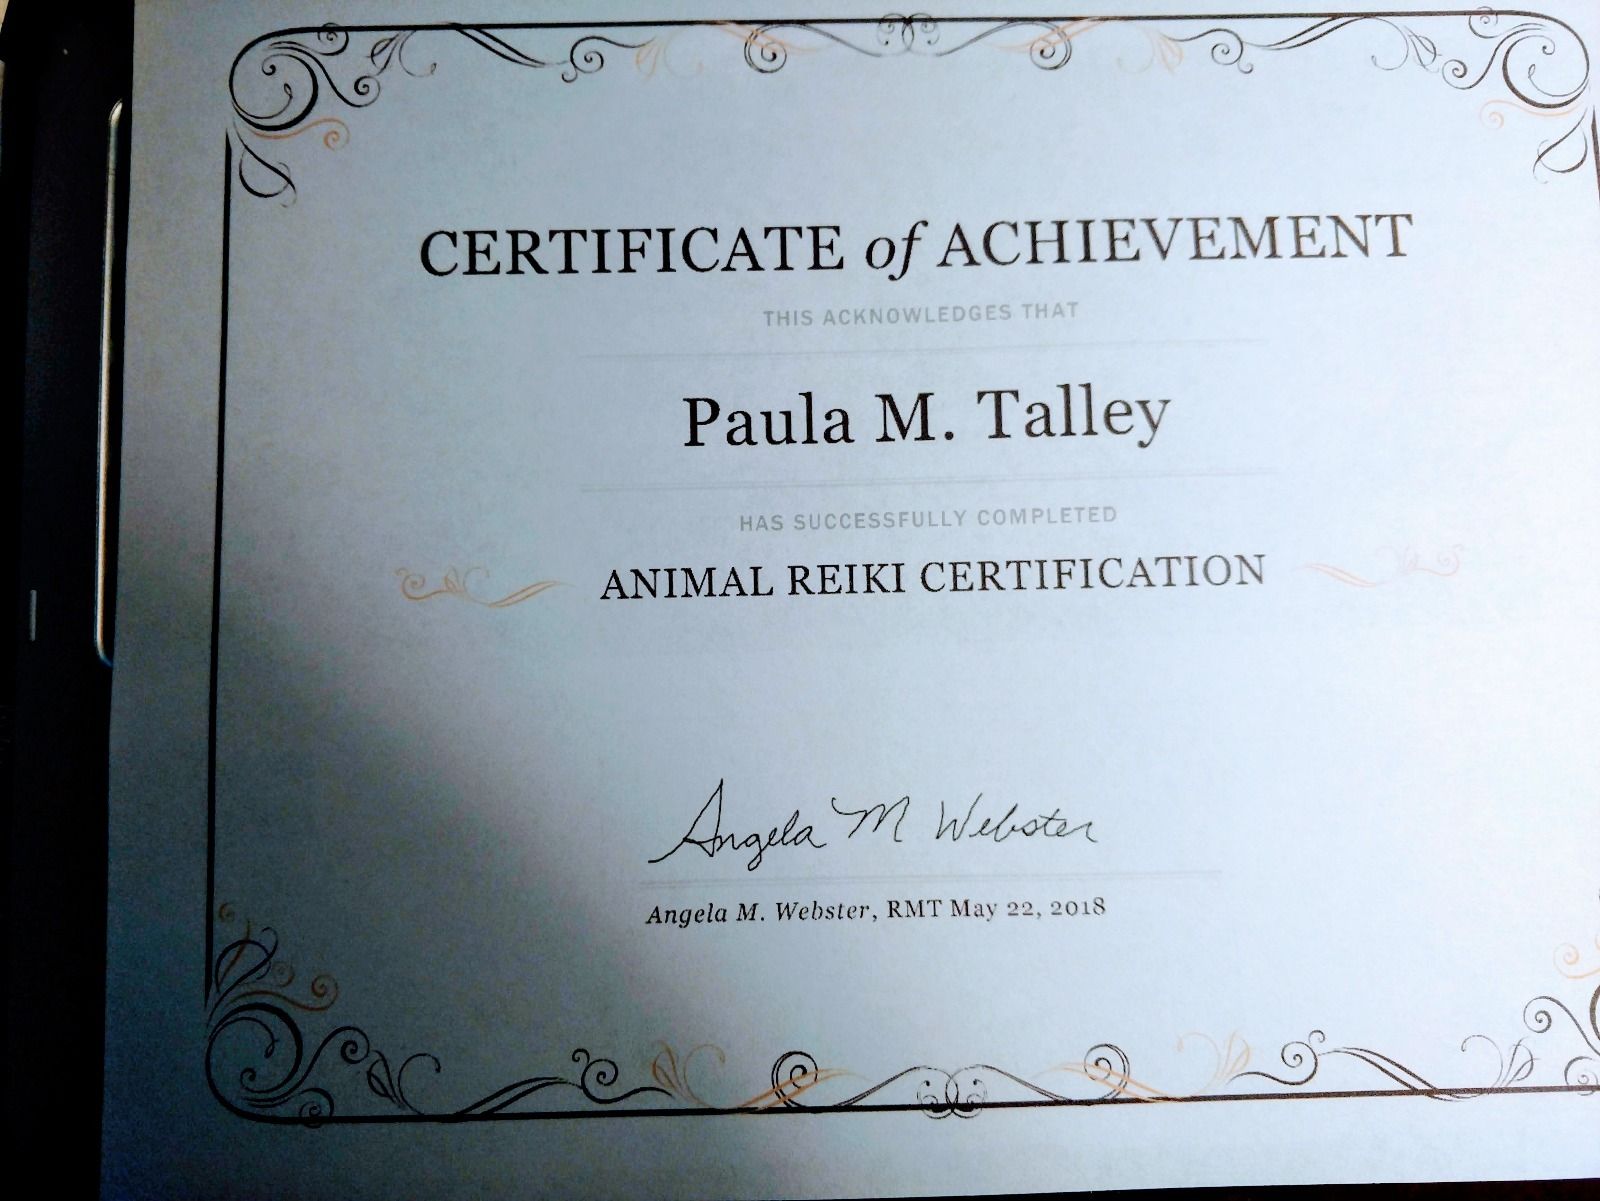 CERTIFICATE of ACHIEVEMENT
THIS ACKNOWLEDGES THAT
Paula M. Talley
HAS SUCCESSFULLY COMPLETED
ANIMAL REIKI CERTIFICATION
Angela M Webster
Angela M. Webster, RMT May 22, 2018